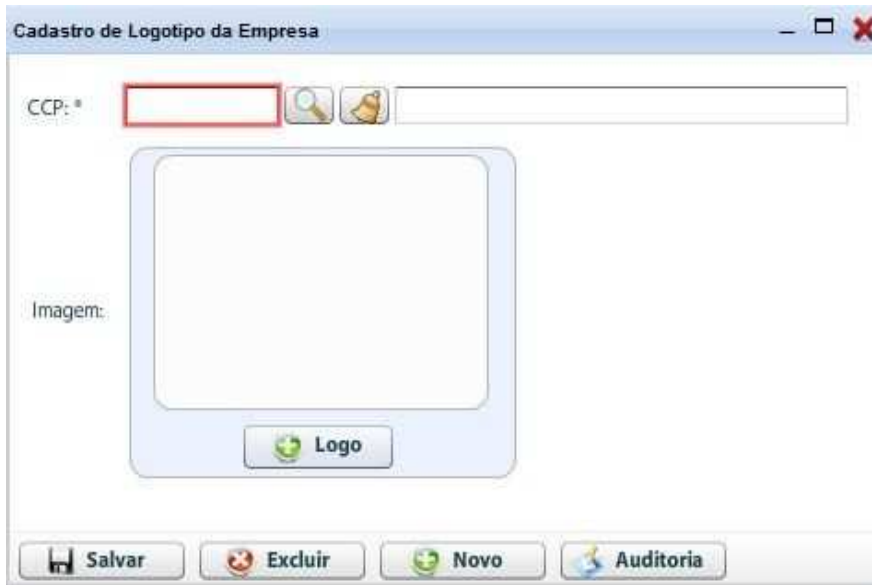 Cadastro de Logotipo da Empresa
CCP: *
Imagem:
Logo
Salvar Excluir Novo Auditoria